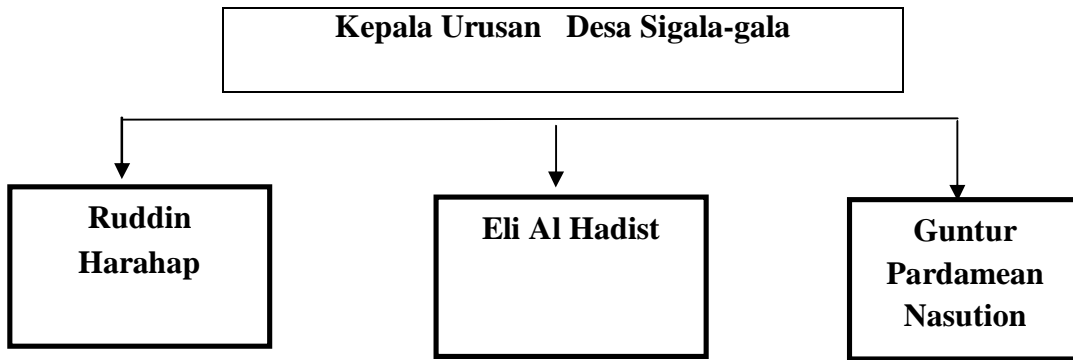 Kepala Urusan Desa Sigala-gala
Ruddin
Harahap
Eli Al Hadist
Guntur
Pardamean
Nasution